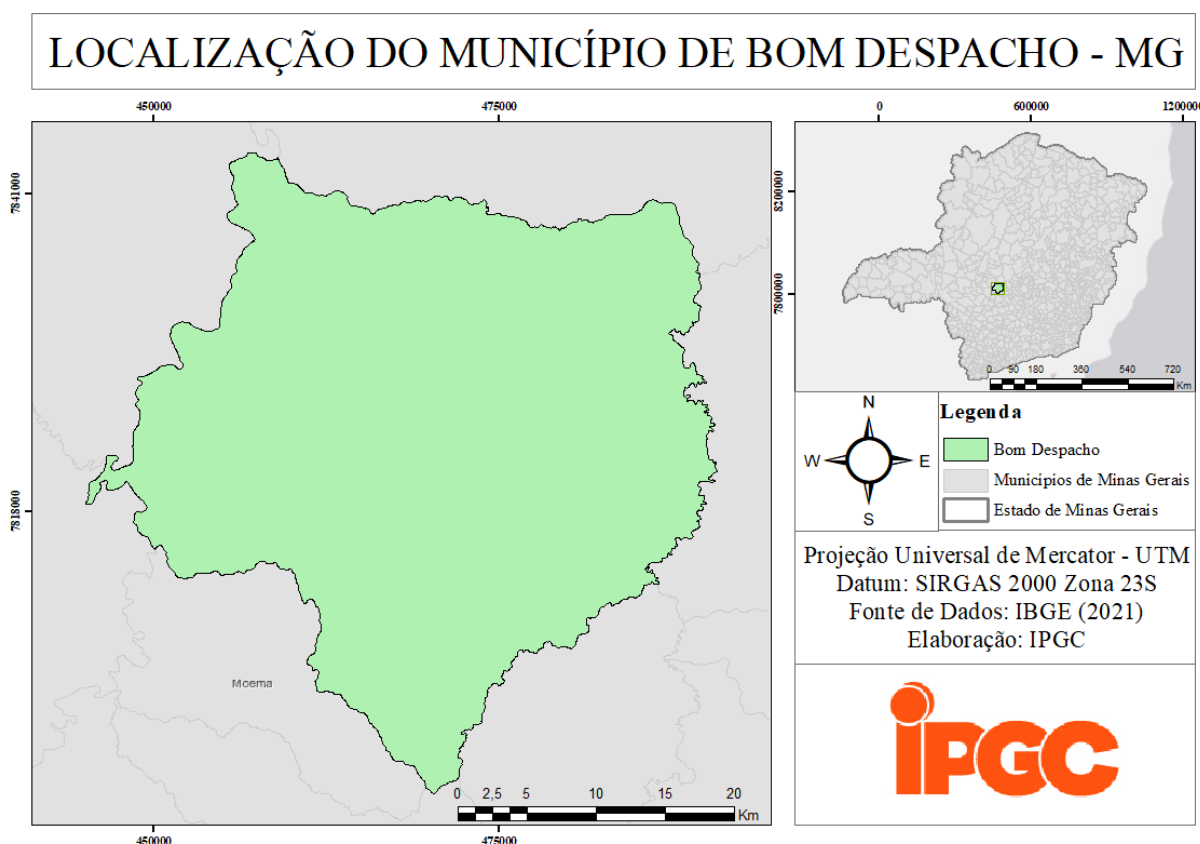 LOCALIZAÇÃO DO MUNICÍPIO DE BOM DESPACHO - MG
450000
475000
7841000
7818000
Moema
0 2,5 5 10 15 20
Km
450000
475000
0
600000
1200000
8200000
7800000
0 90 180 360 540 720
Km
N
W
E
S
Legenda
Bom Despacho
Municípios de Minas Gerais
Estado de Minas Gerais
Projeção Universal de Mercator - UTM
Datum: SIRGAS 2000 Zona 23S
Fonte de Dados: IBGE (2021)
Elaboração: IPGC
iPGC